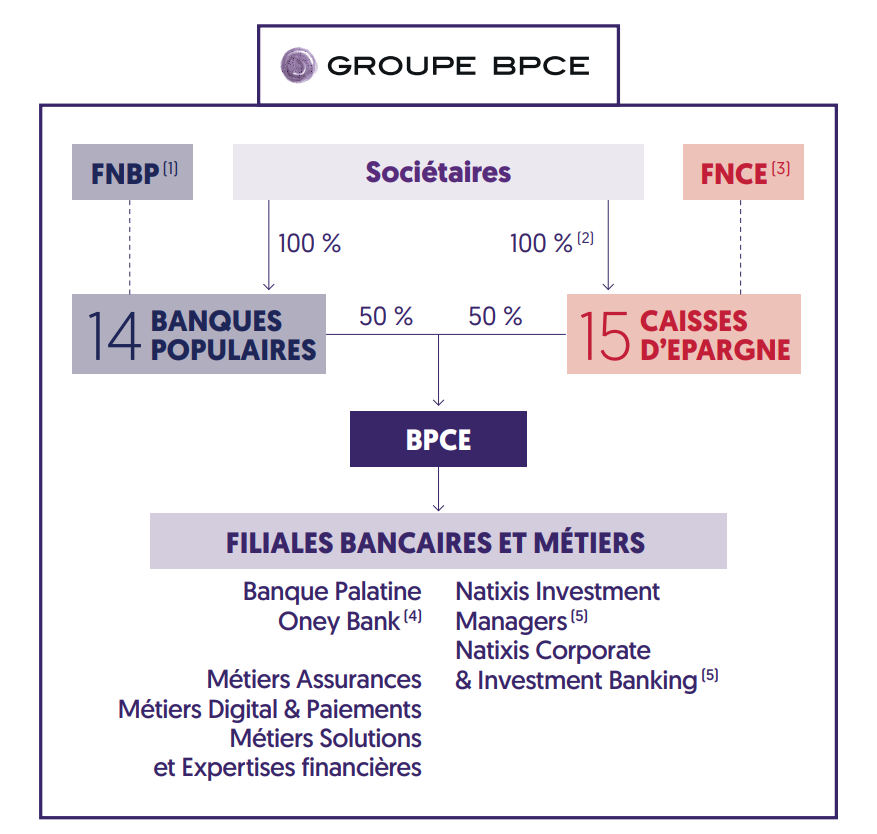 GROUPE BPCE
FNBP (1)
Sociétaires
FNCE (3)
100 %
100 % (2)
14 BANQUES
POPULAIRES
50 %
50 %
15 CAISSES
D'EPARGNE
BPCE
FILIALES BANCAIRES ET MÉTIERS
Banque Palatine
Oney Bank (4)
Métiers Assurances
Métiers Digital & Paiements
Métiers Solutions
et Expertises financières
Natixis Investment
Managers (5)
Natixis Corporate
& Investment Banking (5)